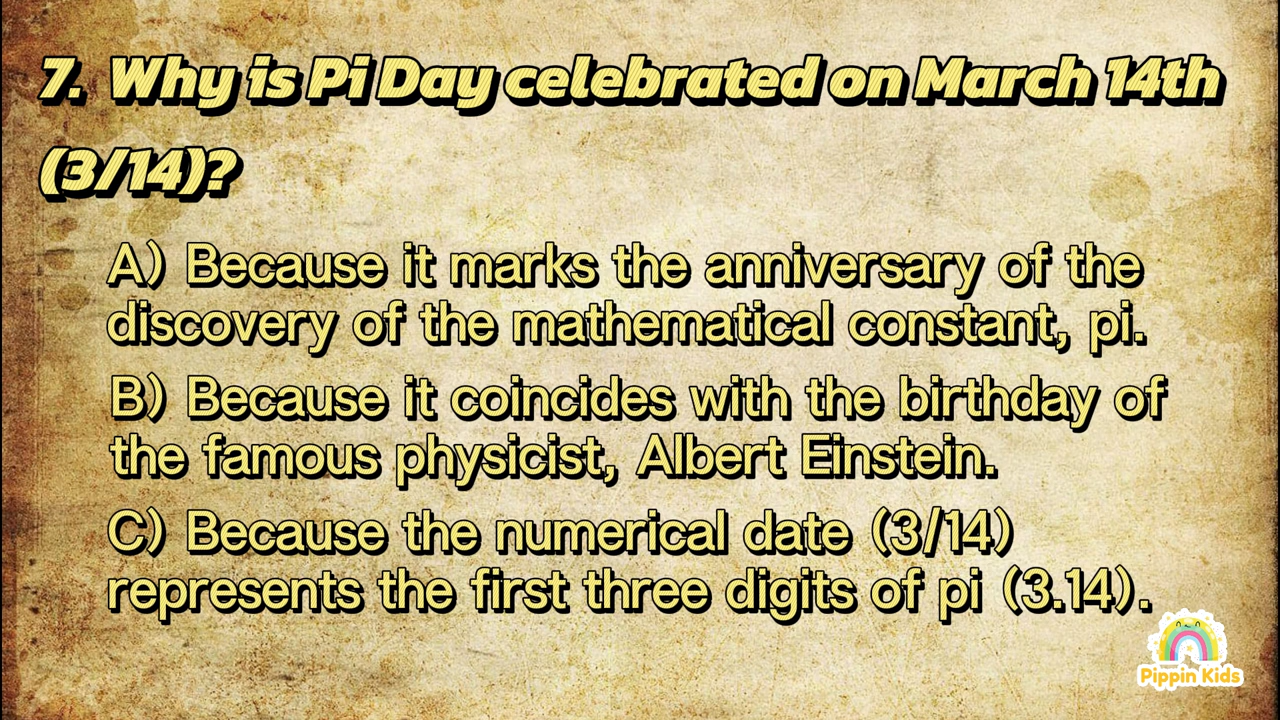 7. Why is Pi Day celebrated on March 14th
(3/14)?
A) Because it marks the anniversary of the
discovery of the mathematical constant, pi.
B) Because it coincides with the birthday of
the famous physicist, Albert Einstein.
C) Because the numerical date (3/14)
represents the first three digits of pi (3.14).
Pippin Kids